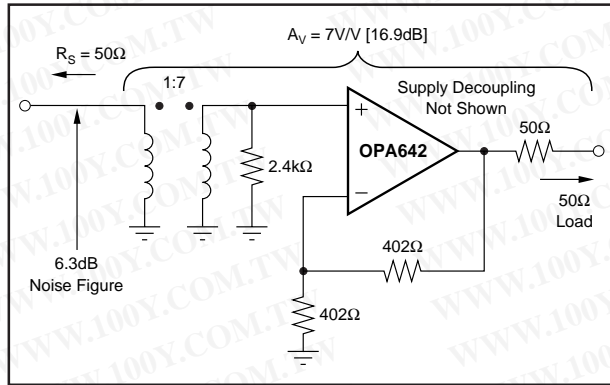 A_V = 7V/V [16.9dB]
R_S = 50Ω
1:7
Supply Decoupling
Not Shown
+
OPA642
−
2.4kΩ
50Ω
50Ω
Load
402Ω
402Ω
6.3dB
Noise Figure
WWW.100Y.COM.TW